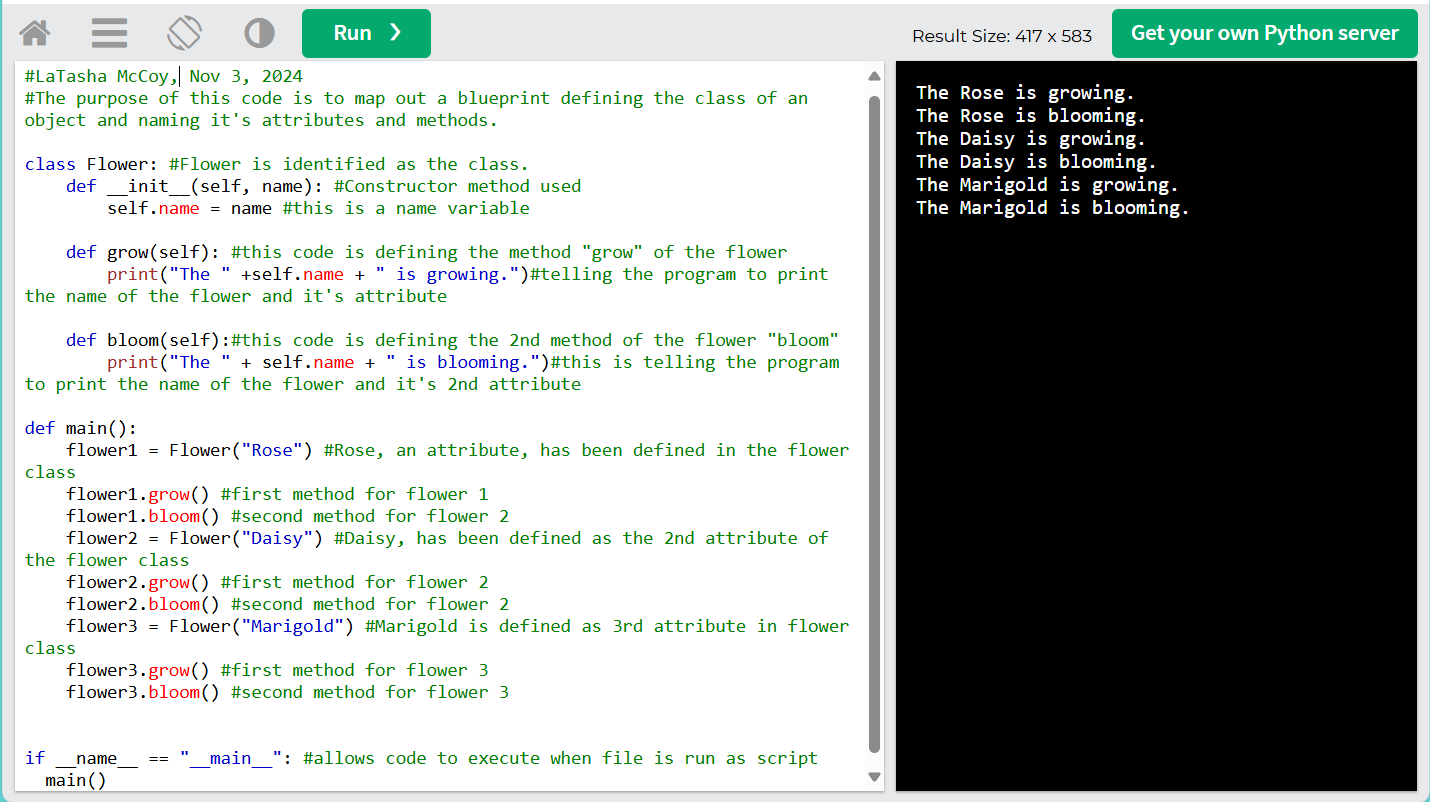 Run ❯
Result Size: 417 x 583
Get your own Python server
#LaTasha McCoy, Nov 3, 2024
#The purpose of this code is to map out a blueprint defining the class of an
object and naming it's attributes and methods.
class Flower: #Flower is identified as the class.
    def __init__(self, name): #Constructor method used
        self.name = name #this is a name variable
    def grow(self): #this code is defining the method "grow" of the flower
        print("The " +self.name + " is growing.")#telling the program to print
the name of the flower and it's attribute
    def bloom(self):#this code is defining the 2nd method of the flower "bloom"
        print("The " + self.name + " is blooming.")#this is telling the program
to print the name of the flower and it's 2nd attribute
def main():
    flower1 = Flower("Rose") #Rose, an attribute, has been defined in the flower
class
    flower1.grow() #first method for flower 1
    flower1.bloom() #second method for flower 2
    flower2 = Flower("Daisy") #Daisy, has been defined as the 2nd attribute of
the flower class
    flower2.grow() #first method for flower 2
    flower2.bloom() #second method for flower 2
    flower3 = Flower("Marigold") #Marigold is defined as 3rd attribute in flower
class
    flower3.grow() #first method for flower 3
    flower3.bloom() #second method for flower 3
if __name__ == "__main__": #allows code to execute when file is run as script
  main()
The Rose is growing.
The Rose is blooming.
The Daisy is growing.
The Daisy is blooming.
The Marigold is growing.
The Marigold is blooming.